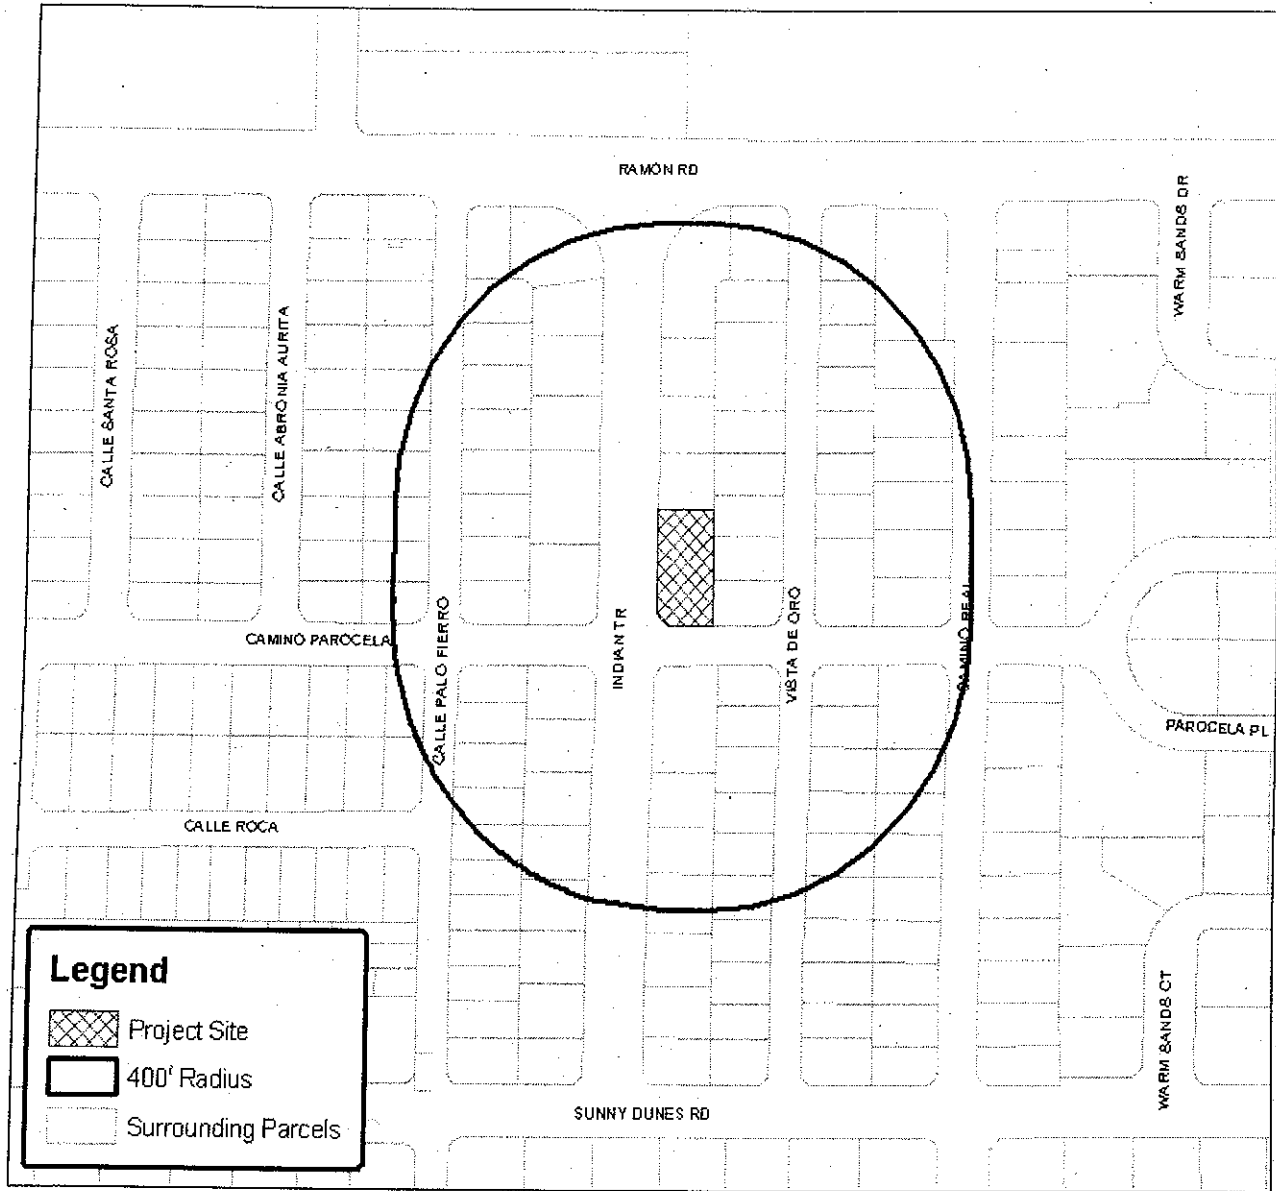 RAMON RD
WARM SANDS DR
CALLE SANTA ROSA
CALLE ABRONIA AURITA
CAMINO PAROCELA
CALLE PALO FIERRO
INDIAN TR
VISTA DE ORO
CAMINO REAL
PAROCELA PL
CALLE ROCA
WARM SANDS CT
SUNNY DUNES RD
Legend
Project Site
400' Radius
Surrounding Parcels